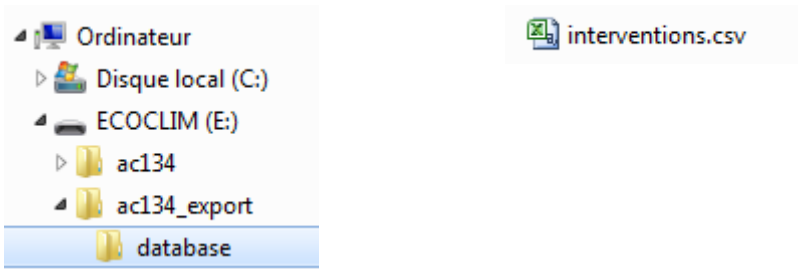 Ordinateur
Disque local (C:)
ECOCLIM (E:)
ac134
ac134_export
database
interventions.csv